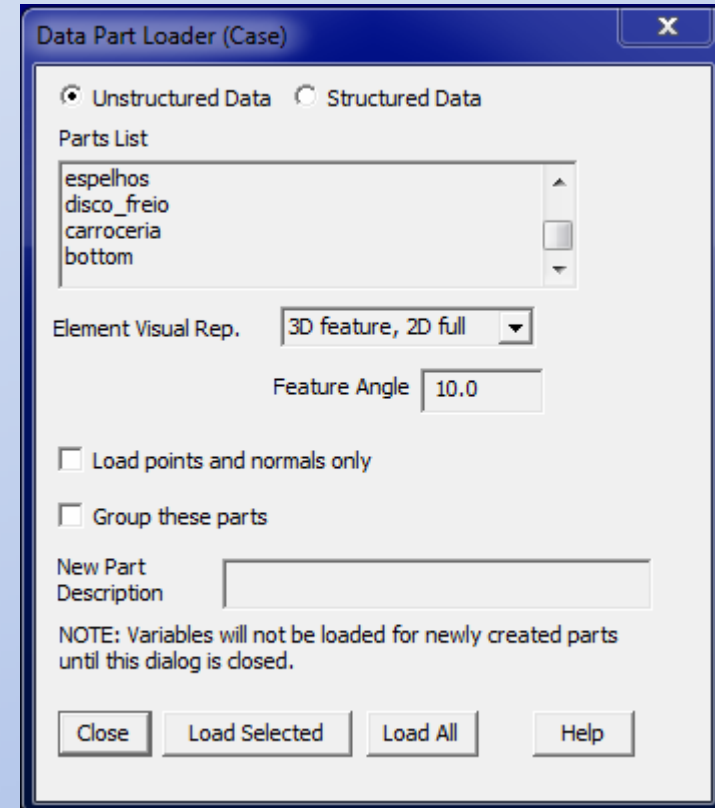 Data Part Loader (Case)
Unstructured Data Structured Data
Parts List
espelhos
disco_freio
carroceria
bottom
Element Visual Rep. 3D feature, 2D full
Feature Angle 10.0
Load points and normals only
Group these parts
New Part
Description
NOTE: Variables will not be loaded for newly created parts
until this dialog is closed.
Close Load Selected Load All Help